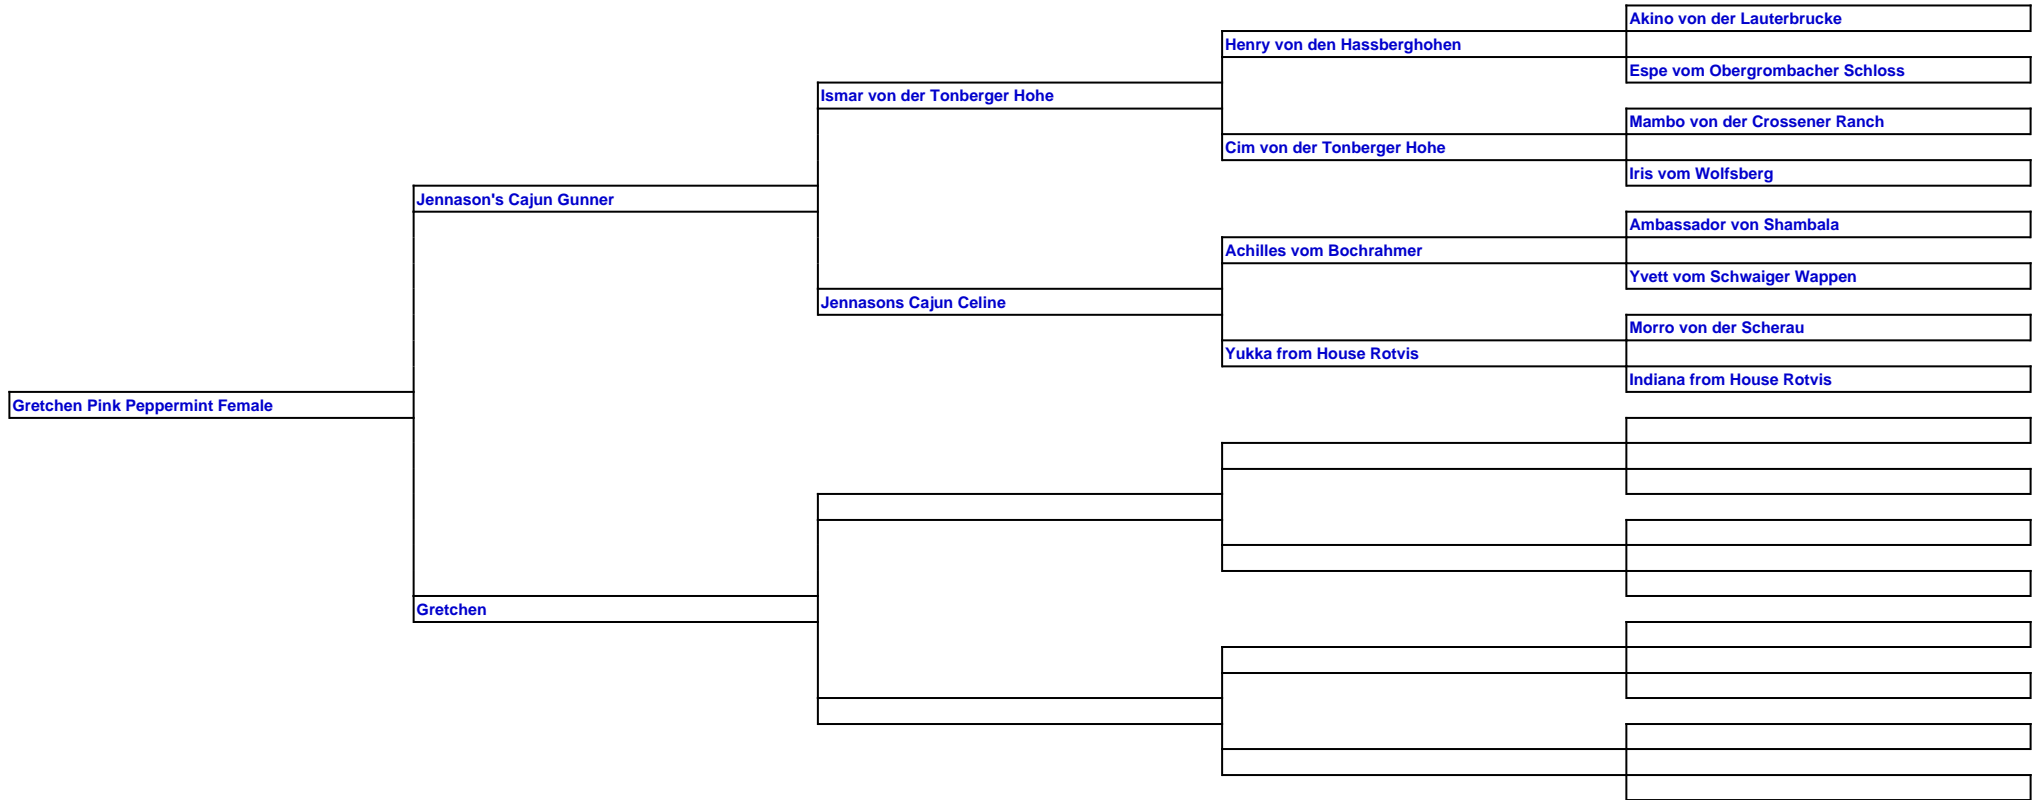 Akino von der Lauterbrucke
Henry von den Hassberghohen
Espe vom Obergrombacher Schloss
Ismar von der Tonberger Hohe
Mambo von der Crossener Ranch
Cim von der Tonberger Hohe
Iris vom Wolfsberg
Jennason's Cajun Gunner
Ambassador von Shambala
Achilles vom Bochrahmer
Yvett vom Schwaiger Wappen
Jennasons Cajun Celine
Morro von der Scherau
Yukka from House Rotvis
Indiana from House Rotvis
Gretchen Pink Peppermint Female
Gretchen